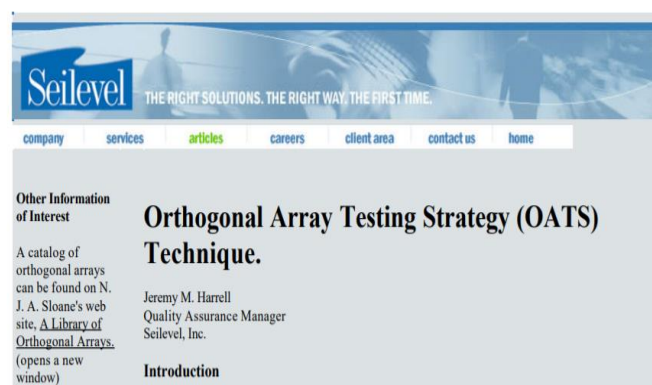 Seilevel
THE RIGHT SOLUTIONS. THE RIGHT WAY. THE FIRST TIME.
company services articles careers client area contact us home
Other Information
of Interest
A catalog of
orthogonal arrays
can be found on N.
J. A. Sloane's web
site, A Library of
Orthogonal Arrays.
(opens a new
window)
Orthogonal Array Testing Strategy (OATS)
Technique.
Jeremy M. Harrell
Quality Assurance Manager
Seilevel, Inc.
Introduction